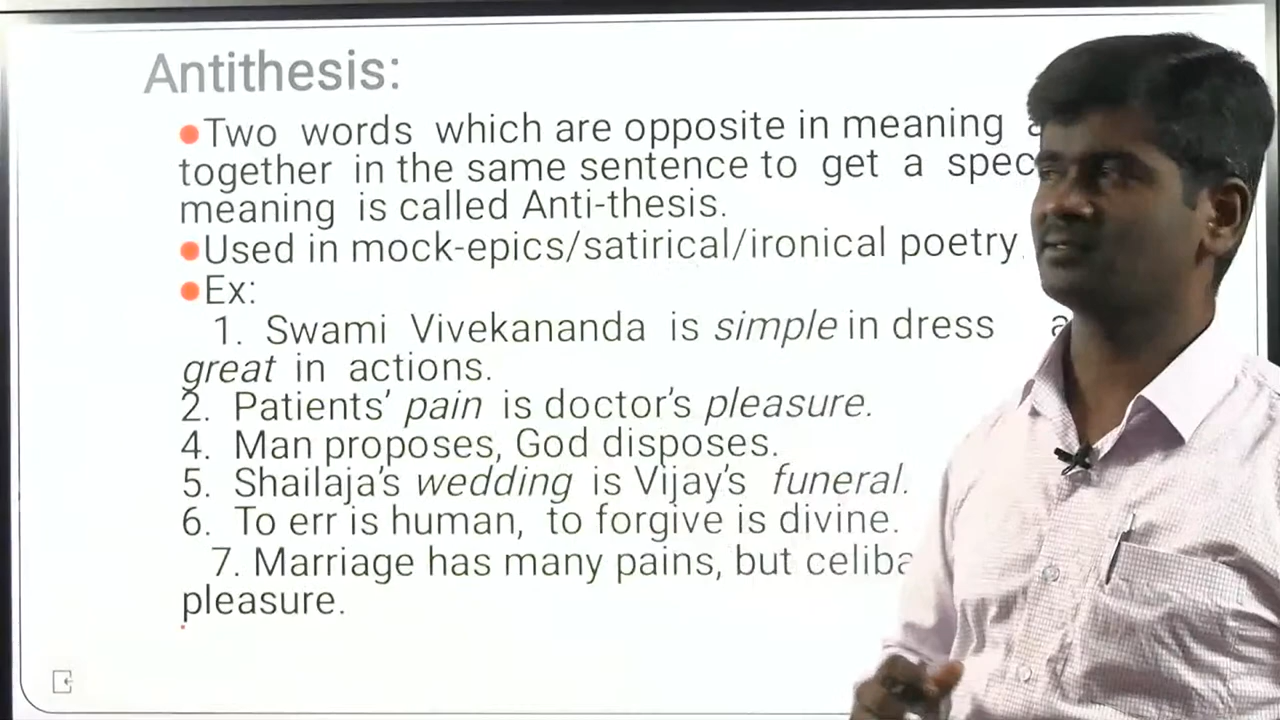 Antithesis:
Two words which are opposite in meaning
together in the same sentence to get a
meaning is called Anti-thesis.
Used in mock-epics/satirical/ironical poetry
Ex:
1. Swami Vivekananda is simple in dress
great in actions.
2. Patients' pain is doctor's pleasure.
4. Man proposes, God disposes.
5. Shailaja's wedding is Vijay's funeral.
6. To err is human, to forgive is divine.
7. Marriage has many pains, but
pleasure.